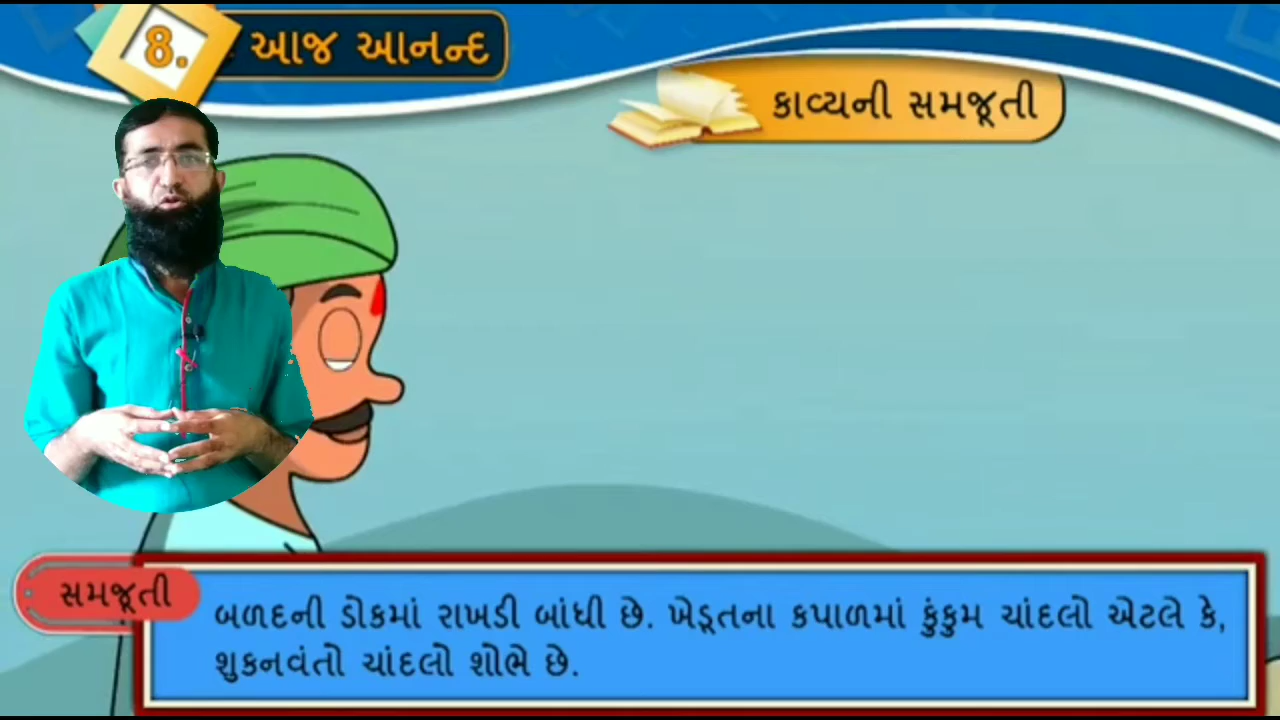 8. આજ આનન્દ
કાવ્યની સમજૂતી
સમજૂતી
બળદની ડોકમાં રાખડી બાંધી છે. ખેડૂતના કપાળમાં કુંકુમ ચાંદલો એટલે કે,
શુકનવંતો ચાંદલો શોભે છે.